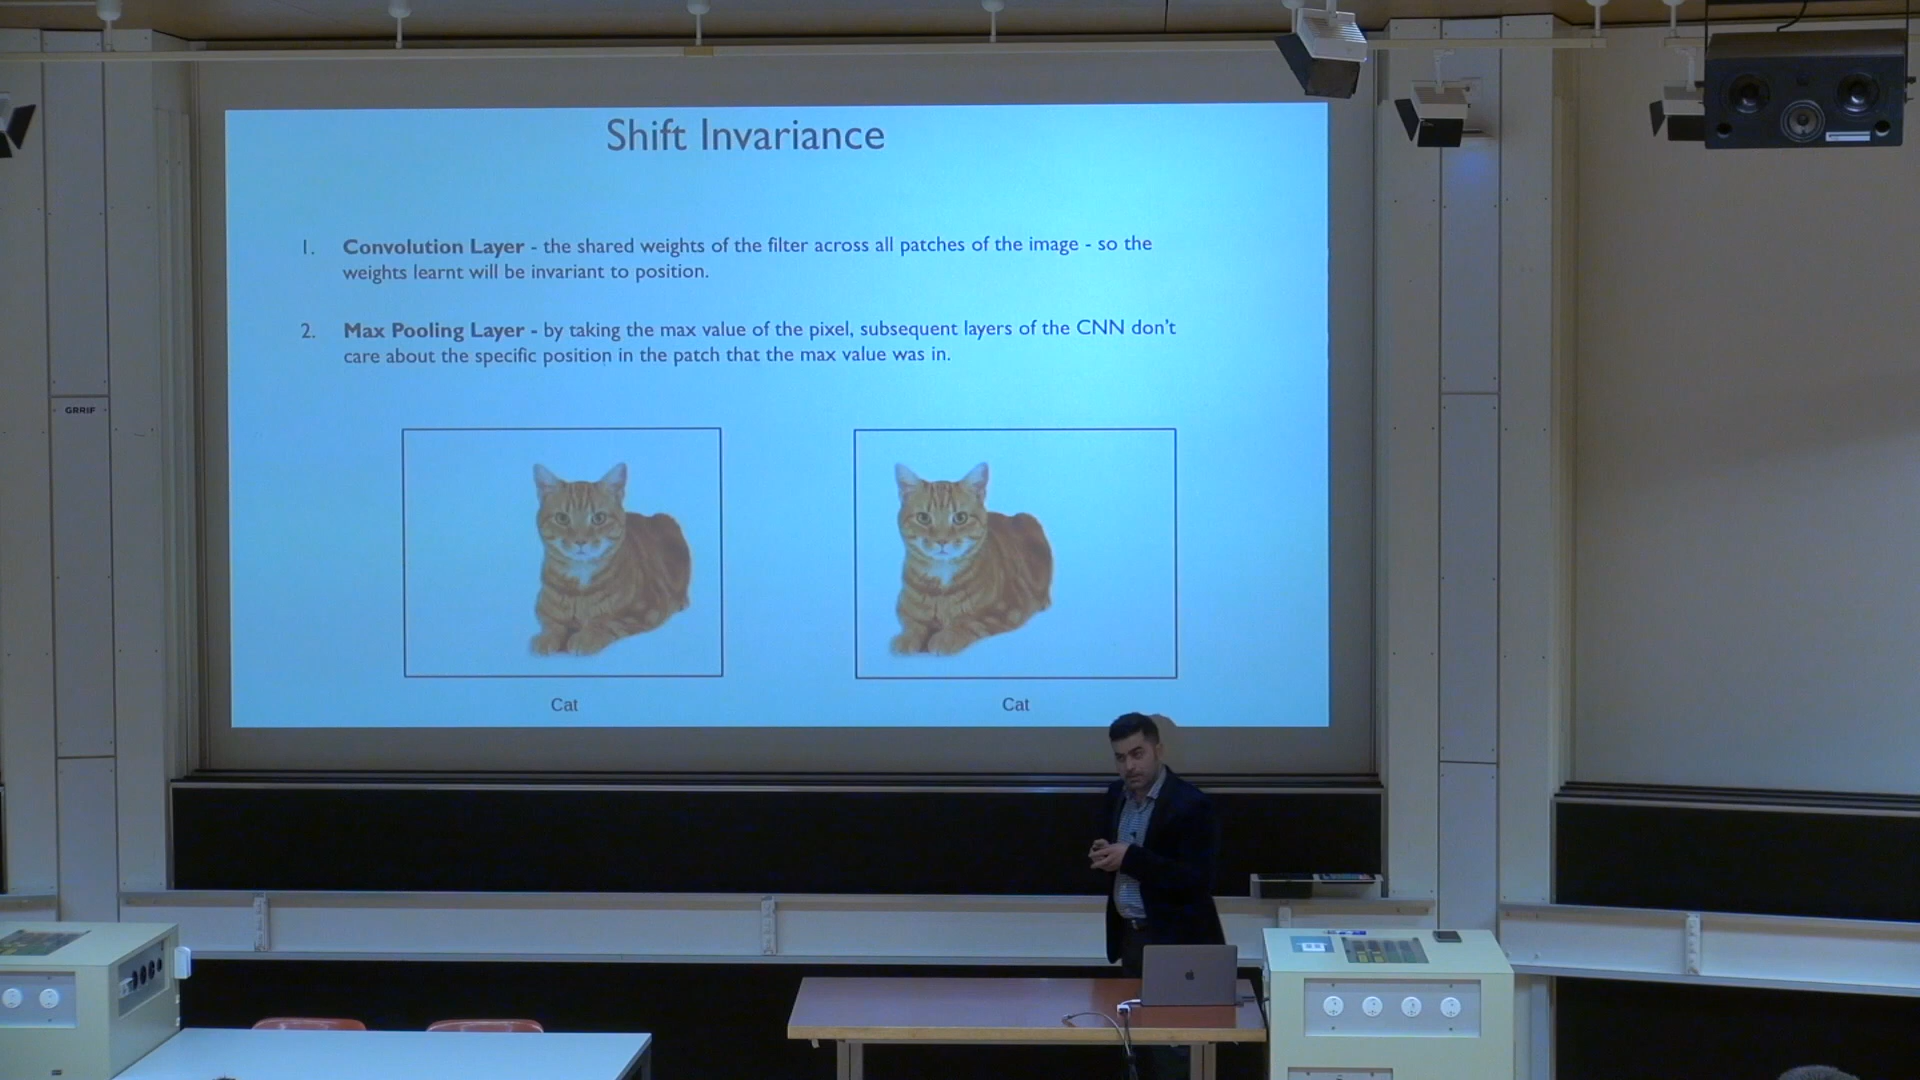 Shift Invariance
1. Convolution Layer - the shared weights of the filter across all patches of the image - so the
weights learnt will be invariant to position.
2. Max Pooling Layer - by taking the max value of the pixel, subsequent layers of the CNN don't
care about the specific position in the patch that the max value was in.
Cat
Cat
GRRIF